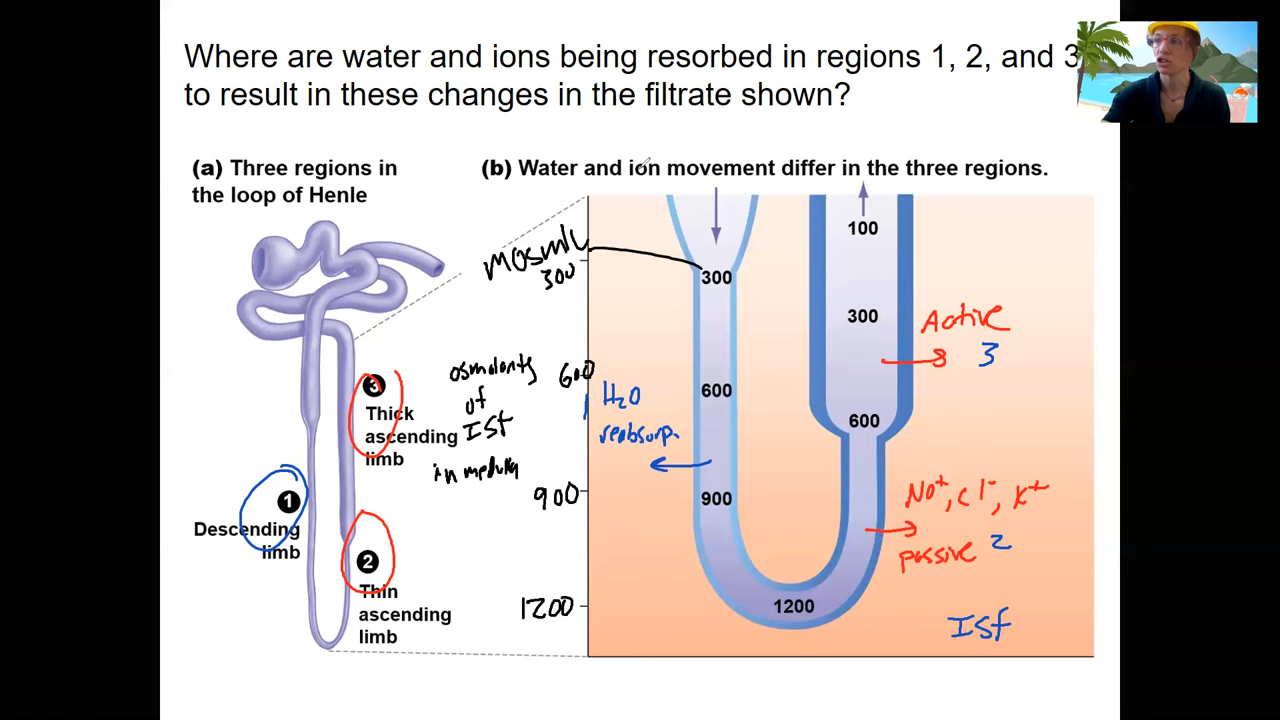 Where are water and ions being resorbed in regions 1, 2, and 3
to result in these changes in the filtrate shown?
(a) Three regions in
the loop of Henle
(b) Water and ion movement differ in the three regions.
mosm/L
300
600
900
1200
osmolarity
of
ISF
in medulla
3
Thick
ascending
limb
1
Descending
limb
2
Thin
ascending
limb
300
600
900
1200
100
300
600
1
H2O
reabsorp.
Active
3
Na+, Cl-, K+
passive 2
ISF